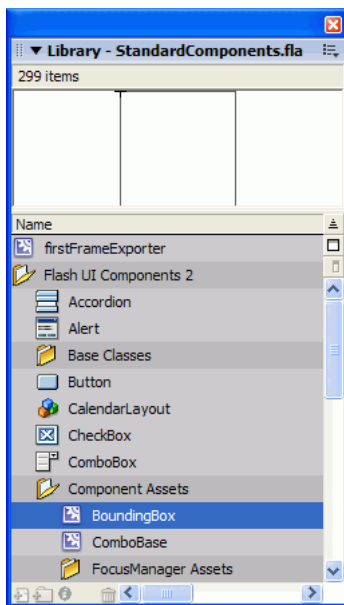 Library - StandardComponents.fla
299 items
Name
firstFrameExporter
Flash UI Components 2
Accordion
Alert
Base Classes
Button
CalendarLayout
CheckBox
ComboBox
Component Assets
BoundingBox
ComboBase
FocusManager Assets